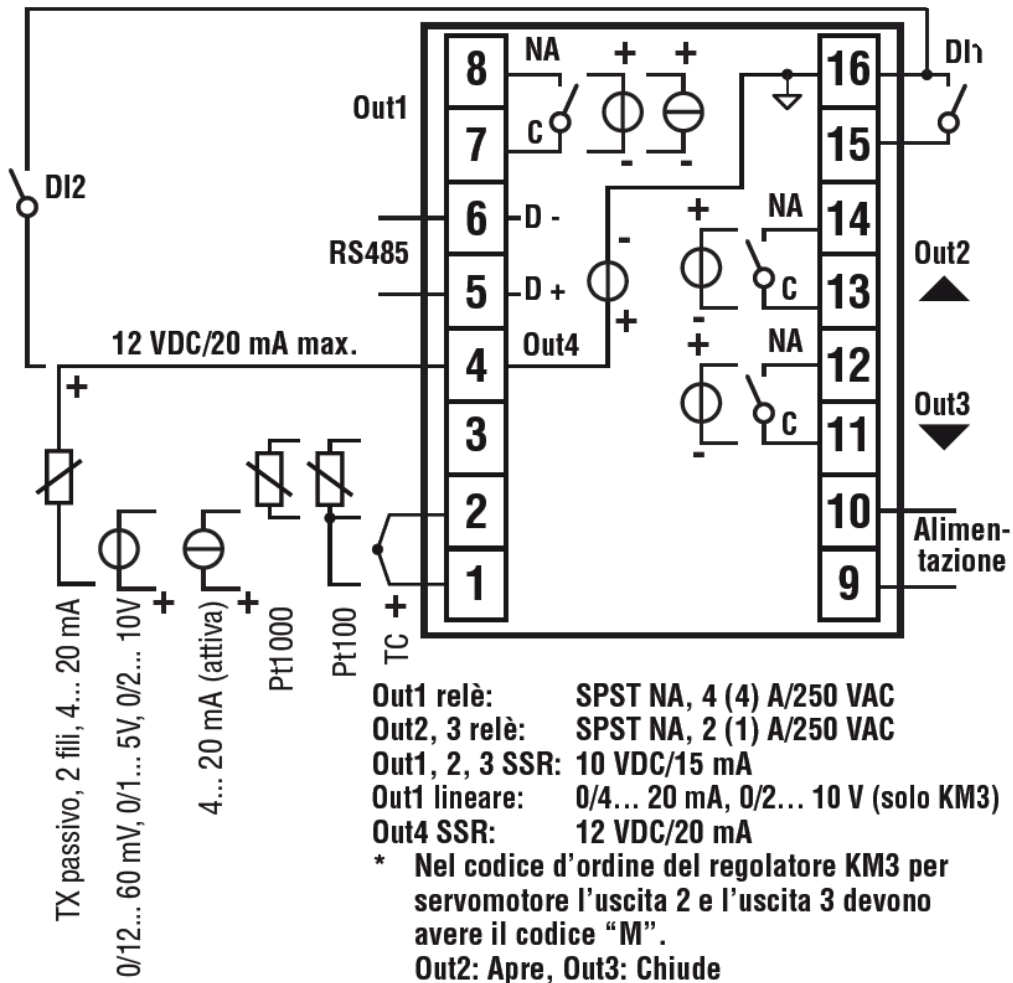 8
NA
+
+
16
DI1
Out1
7
C
-
-
15
DI2
6
D -
-
+
NA
14
RS485
Out2
5
D +
+
C
13
-
12 VDC/20 mA max.
4
Out4
+
NA
12
+
3
C
11
Out3
-
2
10
Alimen-
tazione
1
9
+
+
+
TX passivo, 2 fili, 4... 20 mA
0/12... 60 mV, 0/1... 5V, 0/2... 10V
4... 20 mA (attiva)
Pt1000
Pt100
TC
Out1 relè: SPST NA, 4 (4) A/250 VAC
Out2, 3 relè: SPST NA, 2 (1) A/250 VAC
Out1, 2, 3 SSR: 10 VDC/15 mA
Out1 lineare: 0/4... 20 mA, 0/2... 10 V (solo KM3)
Out4 SSR: 12 VDC/20 mA
* Nel codice d’ordine del regolatore KM3 per
servomotore l’uscita 2 e l’uscita 3 devono
avere il codice “M”.
Out2: Apre, Out3: Chiude